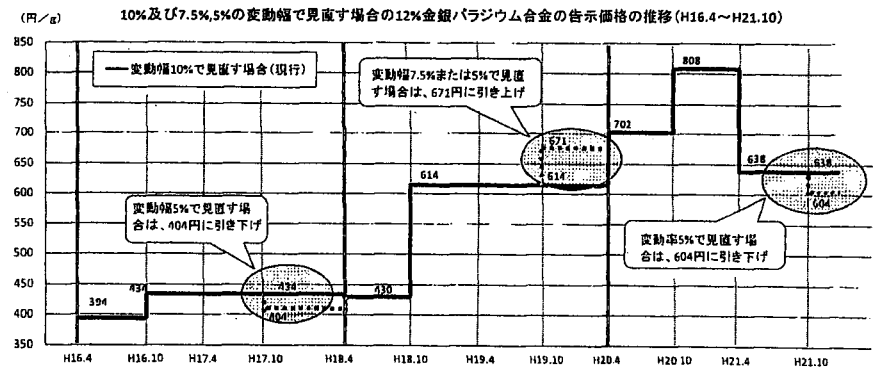 10%及び7.5%,5%の変動幅で見直す場合の12%金銀パラジウム合金の告示価格の推移(H16.4～H21.10)
(円/g)
850
800
750
700
650
600
550
500
450
400
350
変動幅10%で見直す場合(現行)
変動幅7.5%または5%で見直
す場合は、671円に引き上げ
変動幅5%で見直す場
合は、404円に引き下げ
変動率5%で見直す場
合は、604円に引き下げ
394
434
434
404
430
614
671
614
702
808
638
638
604
H16.4
H16.10
H17.4
H17.10
H18.4
H18.10
H19.4
H19.10
H20.4
H20 10
H21.4
H21.10